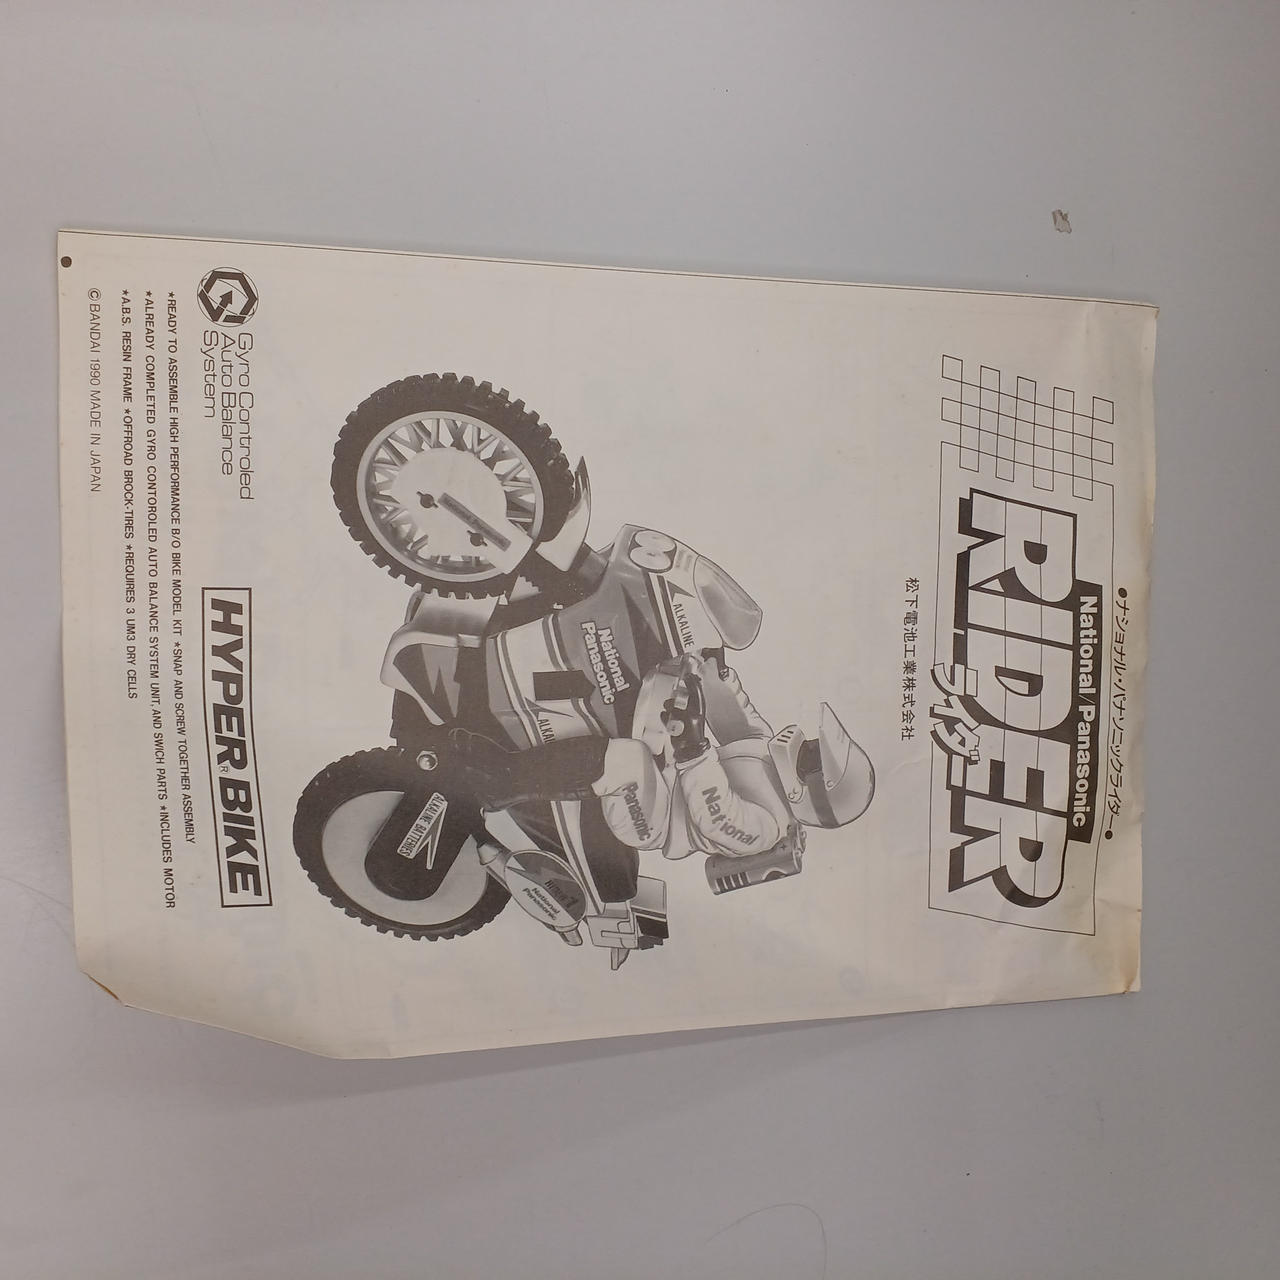 ●ナショナル・パナソニックライダー●
National/Panasonic
RIDER
ライダー
松下電池工業株式会社
ALKALINE
National
Panasonic
National
Panasonic
ALKALI
ALKALINE BATTERIES
National
Panasonic
Gyro Controled
Auto Balance
System
HYPER BIKE®
★READY TO ASSEMBLE HIGH PERFORMANCE B/O BIKE MODEL KIT ★SNAP AND SCREW TOGETHER ASSEMBLY
★ALREADY COMPLETED GYRO CONTOROLED AUTO BALANCE SYSTEM UNIT, AND SWICH PARTS ★INCLUDES MOTOR
★A.B.S. RESIN FRAME ★OFFROAD BROCK-TIRES ★REQUIRES 3 UM3 DRY CELLS
© BANDAI 1990 MADE IN JAPAN